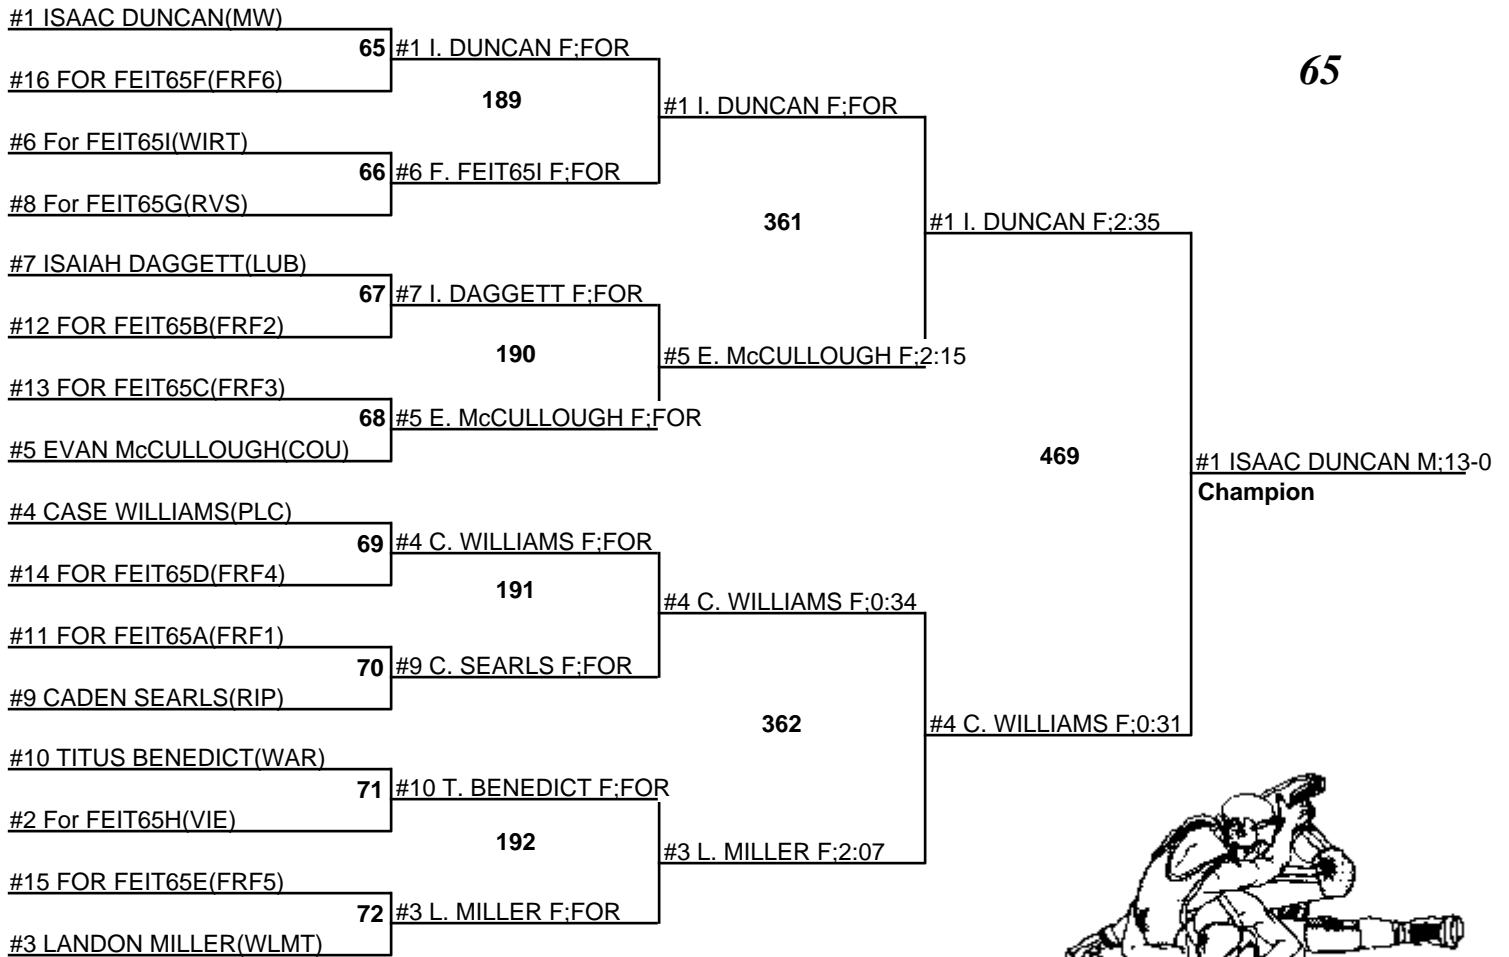 #1 ISAAC DUNCAN(MW)
65 #1 I. DUNCAN F;FOR
65
#16 FOR FEIT65F(FRF6)
189
#1 I. DUNCAN F;FOR
#6 For FEIT65I(WIRT)
66 #6 F. FEIT65I F;FOR
#8 For FEIT65G(RVS)
361
#1 I. DUNCAN F;2:35
#7 ISAIAH DAGGETT(LUB)
67 #7 I. DAGGETT F;FOR
#12 FOR FEIT65B(FRF2)
190
#5 E. McCULLOUGH F;2:15
#13 FOR FEIT65C(FRF3)
68 #5 E. McCULLOUGH F;FOR
#5 EVAN McCULLOUGH(COU)
469
#1 ISAAC DUNCAN M;13-0
Champion
#4 CASE WILLIAMS(PLC)
69 #4 C. WILLIAMS F;FOR
#14 FOR FEIT65D(FRF4)
191
#4 C. WILLIAMS F;0:34
#11 FOR FEIT65A(FRF1)
70 #9 C. SEARLS F;FOR
#9 CADEN SEARLS(RIP)
362
#4 C. WILLIAMS F;0:31
#10 TITUS BENEDICT(WAR)
71 #10 T. BENEDICT F;FOR
#2 For FEIT65H(VIE)
192
#3 L. MILLER F;2:07
#15 FOR FEIT65E(FRF5)
72 #3 L. MILLER F;FOR
#3 LANDON MILLER(WLMT)